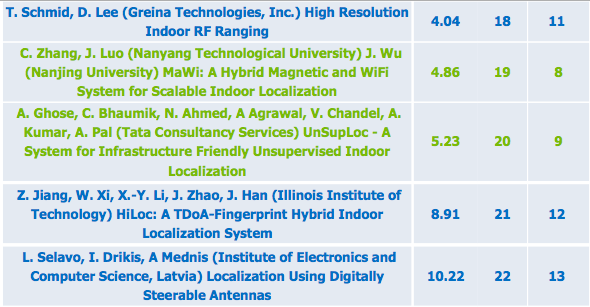 T. Schmid, D. Lee (Greina Technologies, Inc.) High Resolution
Indoor RF Ranging
4.04 18 11
C. Zhang, J. Luo (Nanyang Technological University) J. Wu
(Nanjing University) MaWi: A Hybrid Magnetic and WiFi
System for Scalable Indoor Localization
4.86 19 8
A. Ghose, C. Bhaumik, N. Ahmed, A Agrawal, V. Chandel, A.
Kumar, A. Pal (Tata Consultancy Services) UnSupLoc - A
System for Infrastructure Friendly Unsupervised Indoor
Localization
5.23 20 9
Z. Jiang, W. Xi, X.-Y. Li, J. Zhao, J. Han (Illinois Institute of
Technology) HiLoc: A TDoA-Fingerprint Hybrid Indoor
Localization System
8.91 21 12
L. Selavo, I. Drikis, A Mednis (Institute of Electronics and
Computer Science, Latvia) Localization Using Digitally
Steerable Antennas
10.22 22 13